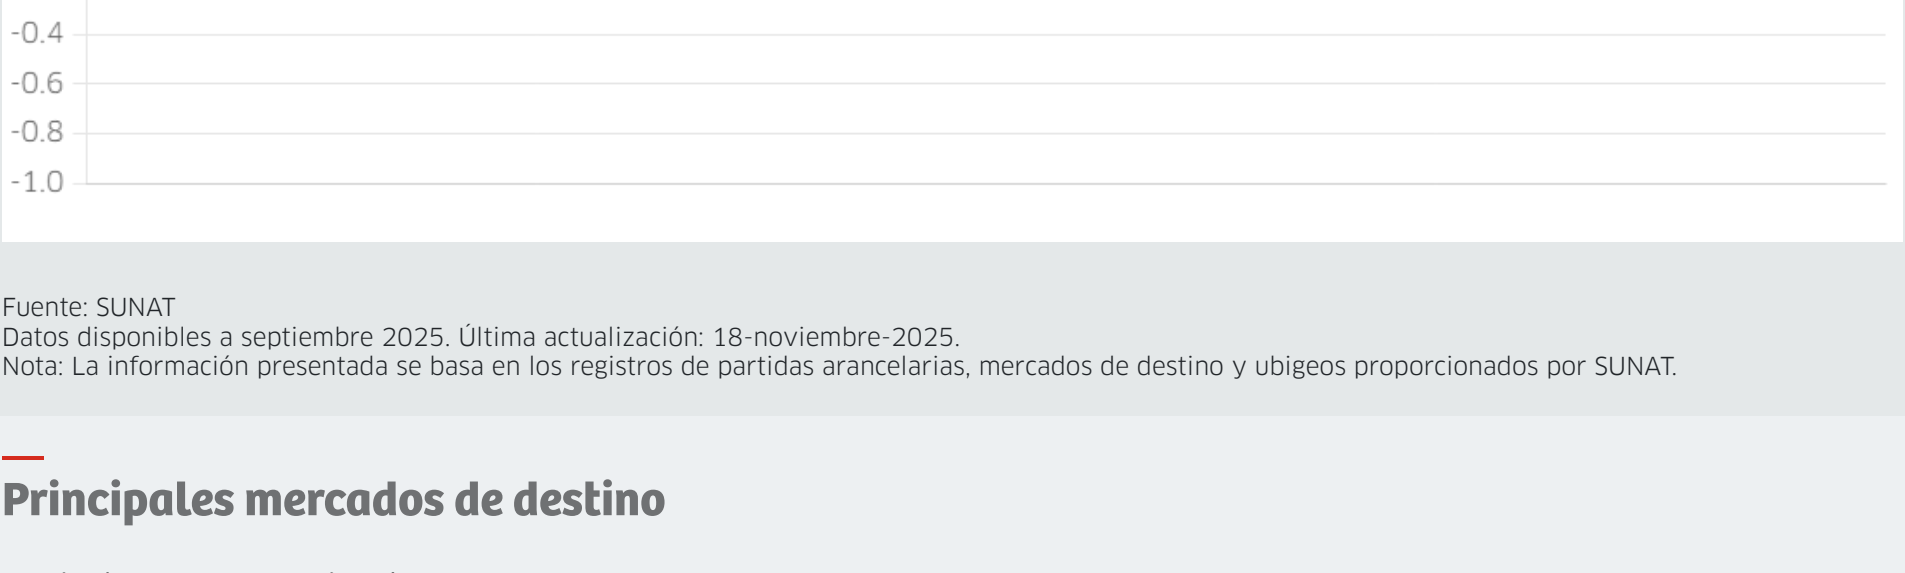 -0.4
-0.6
-0.8
-1.0
Fuente: SUNAT
Datos disponibles a septiembre 2025. Última actualización: 18-noviembre-2025.
Nota: La información presentada se basa en los registros de partidas arancelarias, mercados de destino y ubigeos proporcionados por SUNAT.
Principales mercados de destino